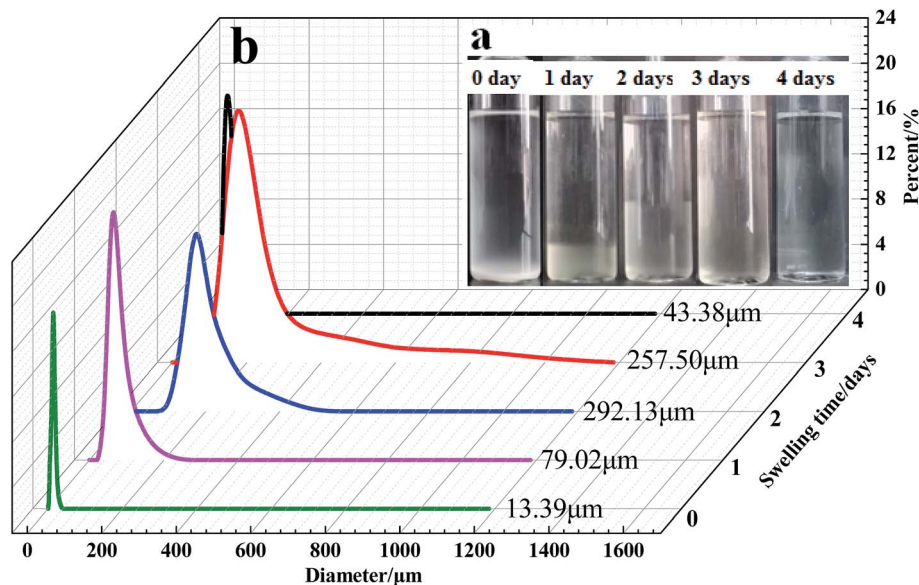 b
a
0 day 1 day 2 days 3 days 4 days
24
20
16
12
8
4
0
Percent/%
43.38μm
257.50μm
292.13μm
79.02μm
13.39μm
4
3
2
1
0
Swelling time/days
0 200 400 600 800 1000 1200 1400 1600
Diameter/μm